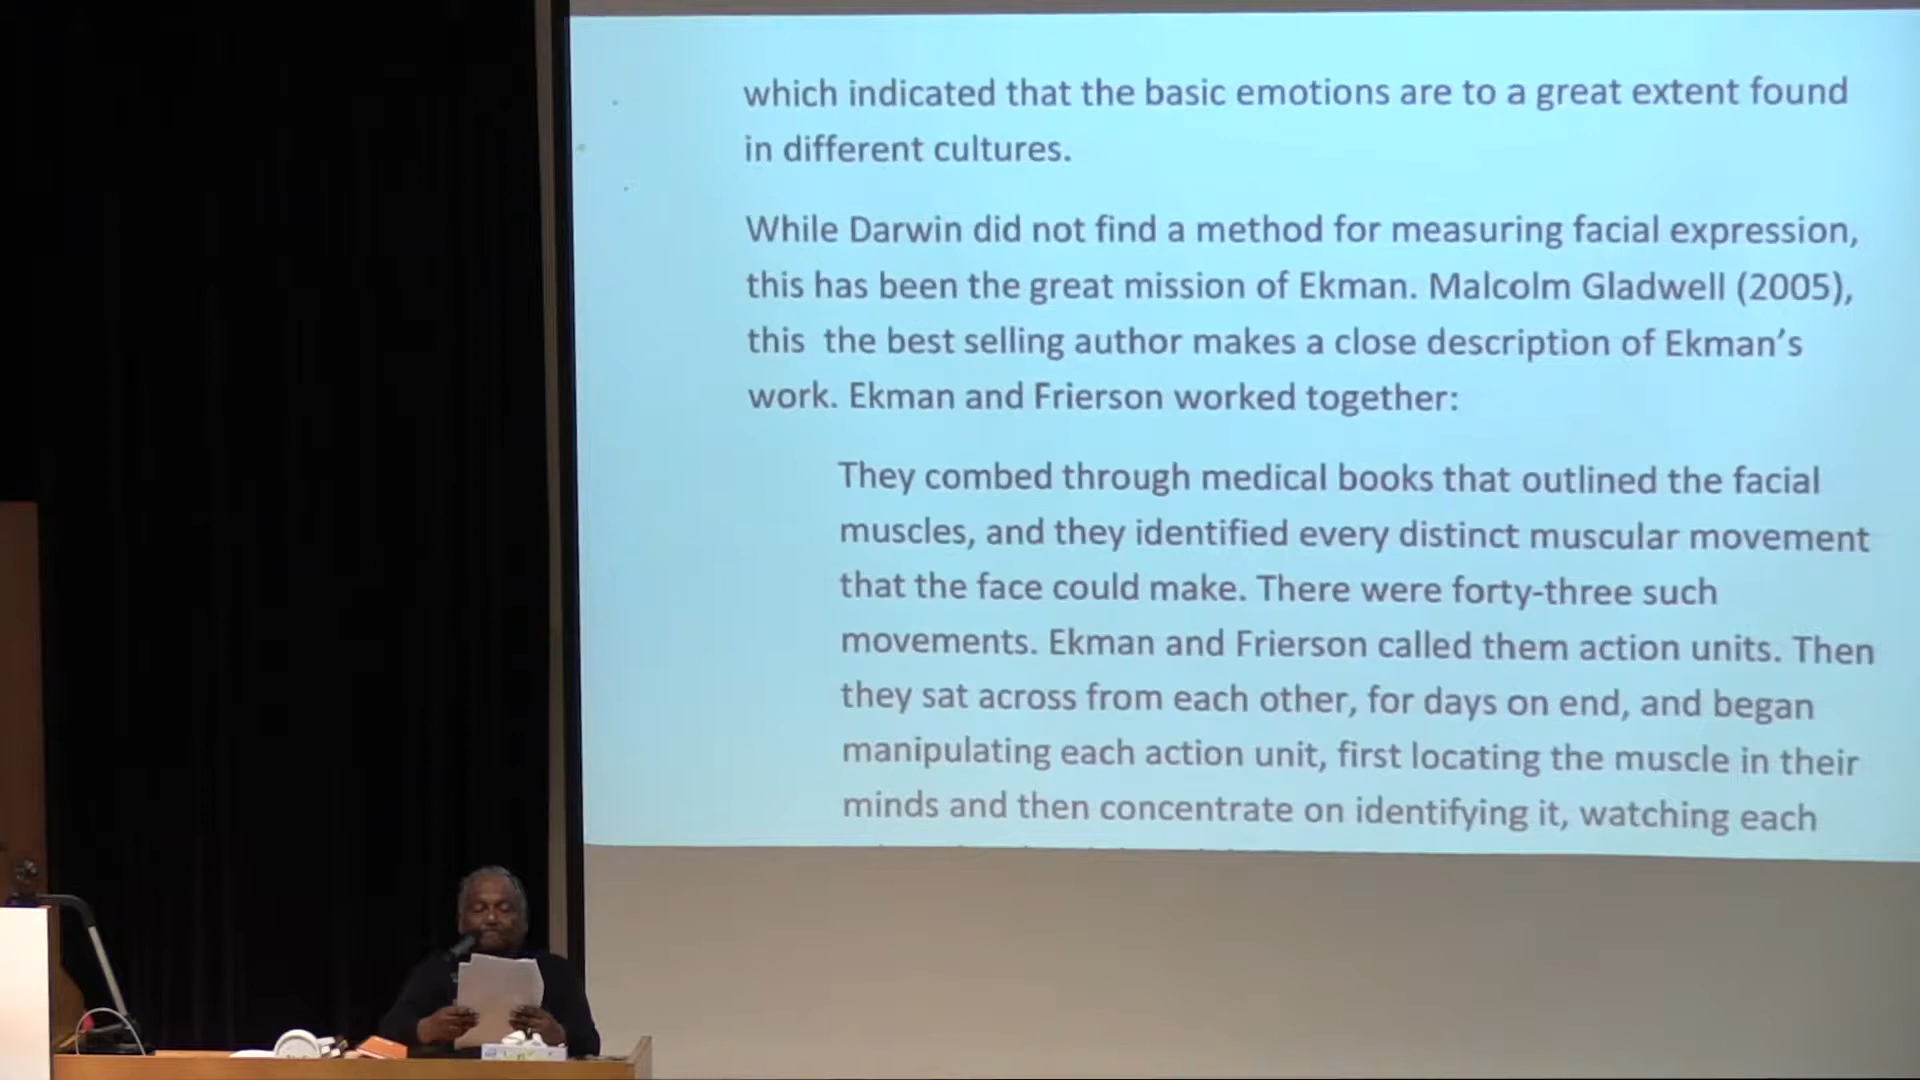 which indicated that the basic emotions are to a great extent found
in different cultures.
While Darwin did not find a method for measuring facial expression,
this has been the great mission of Ekman. Malcolm Gladwell (2005),
this the best selling author makes a close description of Ekman’s
work. Ekman and Frierson worked together:
They combed through medical books that outlined the facial
muscles, and they identified every distinct muscular movement
that the face could make. There were forty-three such
movements. Ekman and Frierson called them action units. Then
they sat across from each other, for days on end, and began
manipulating each action unit, first locating the muscle in their
minds and then concentrate on identifying it, watching each